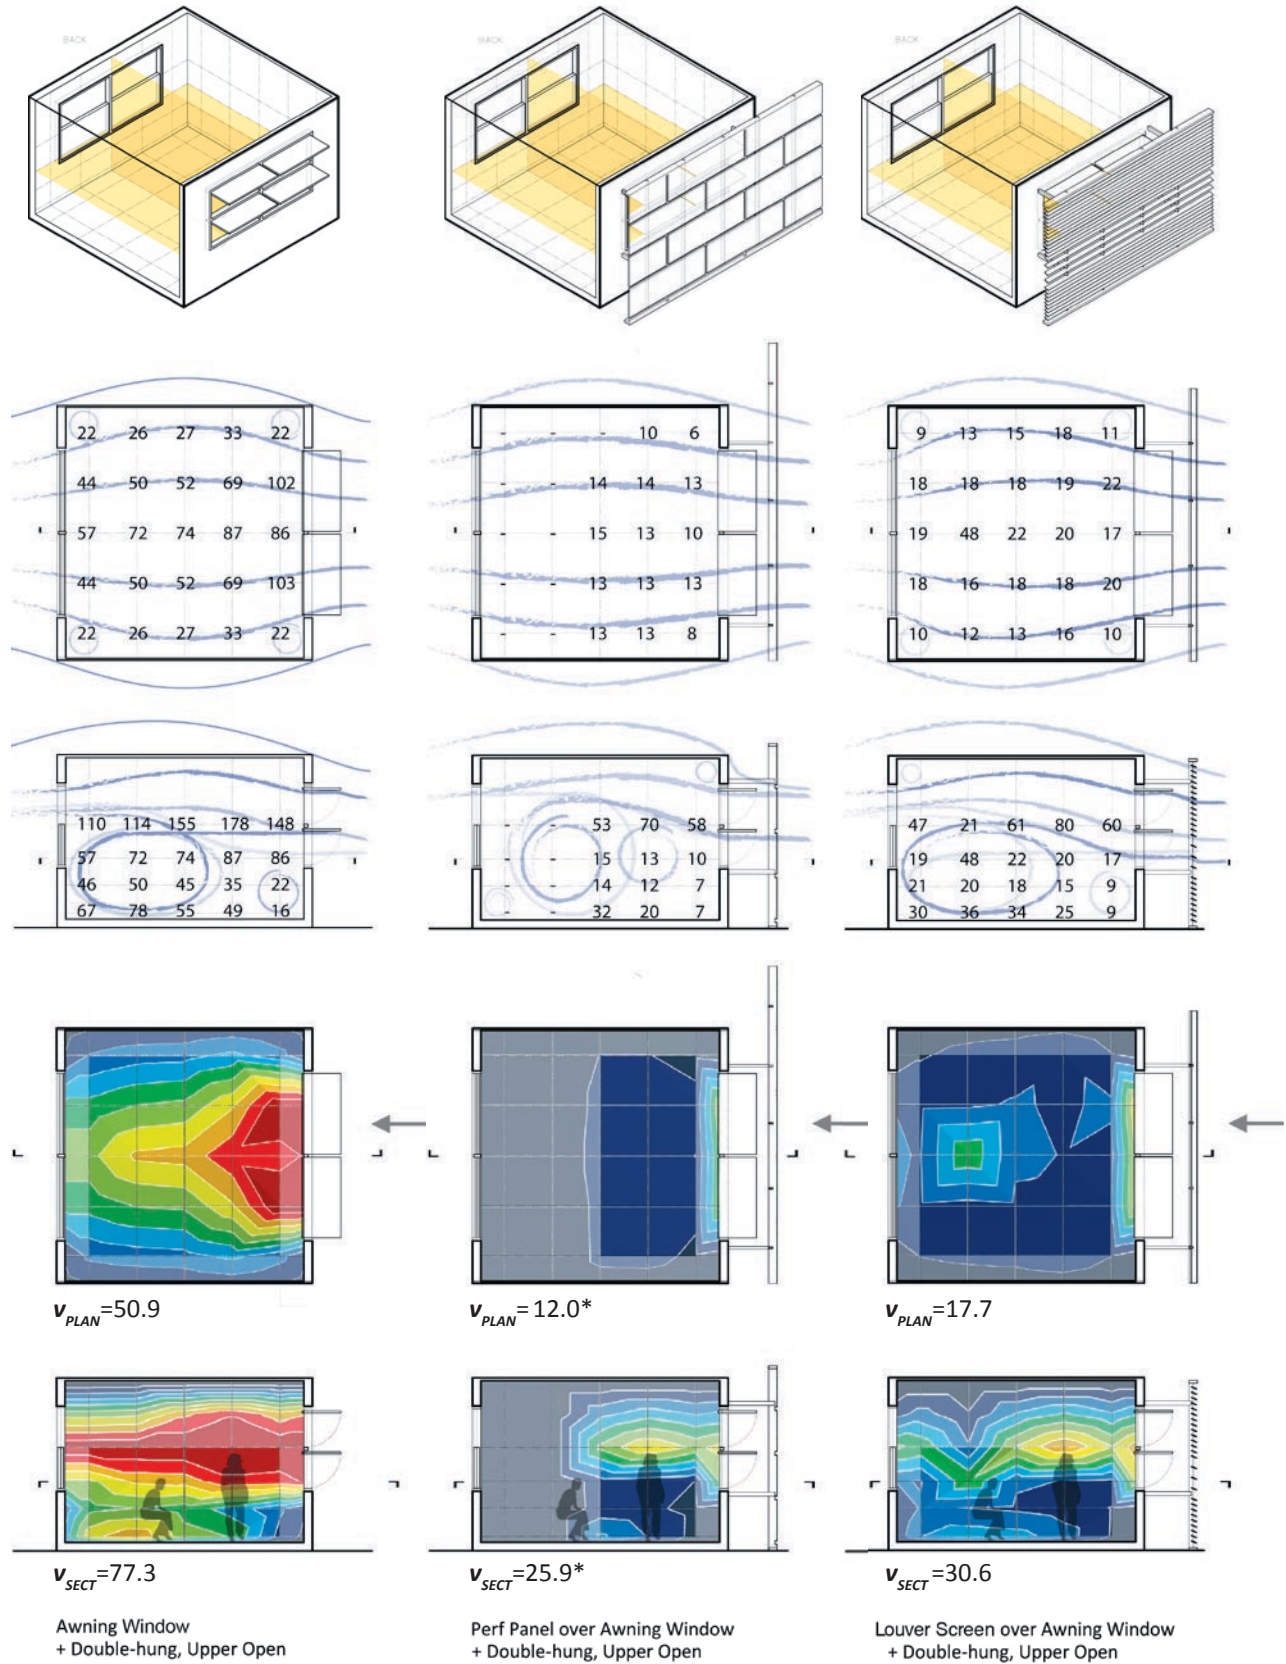 BACK BACK BACK
22 26 27 33 22 - - - 10 6 9 13 15 18 11
44 50 52 69 102 - - 14 14 13 18 18 18 19 22
57 72 74 87 86 - - 15 13 10 19 48 22 20 17
44 50 52 69 103 - - 13 13 13 18 16 18 18 20
22 26 27 33 22 - - 13 13 8 10 12 13 16 10
110 114 155 178 148 - - 53 70 58 47 21 61 80 60
57 72 74 87 86 - - 15 13 10 19 48 22 20 17
46 50 45 35 22 - - 14 12 7 21 20 18 15 9
67 78 55 49 16 - - 32 20 7 30 36 34 25 9
v PLAN=50.9 v PLAN=12.0* v PLAN=17.7
v SECT=77.3 v SECT=25.9* v SECT=30.6
Awning Window Perf Panel over Awning Window Louver Screen over Awning Window
+ Double-hung, Upper Open + Double-hung, Upper Open + Double-hung, Upper Open